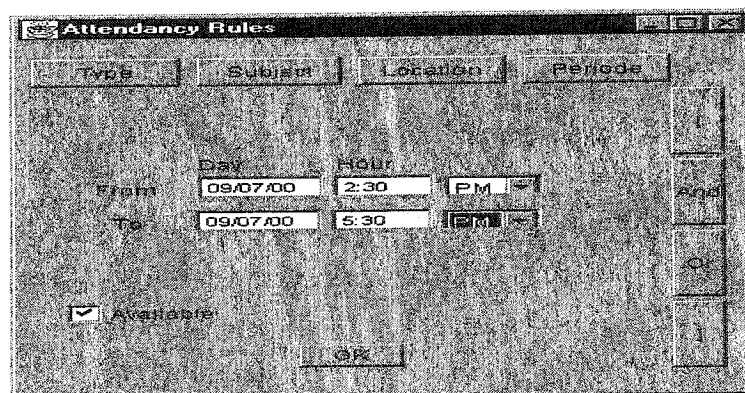 Attendancy Rules
Type Subject Location Periode
Day Hour
From 09/07/00 2:30 PM
And
To 09/07/00 5:30 PM
Or
Available
OK